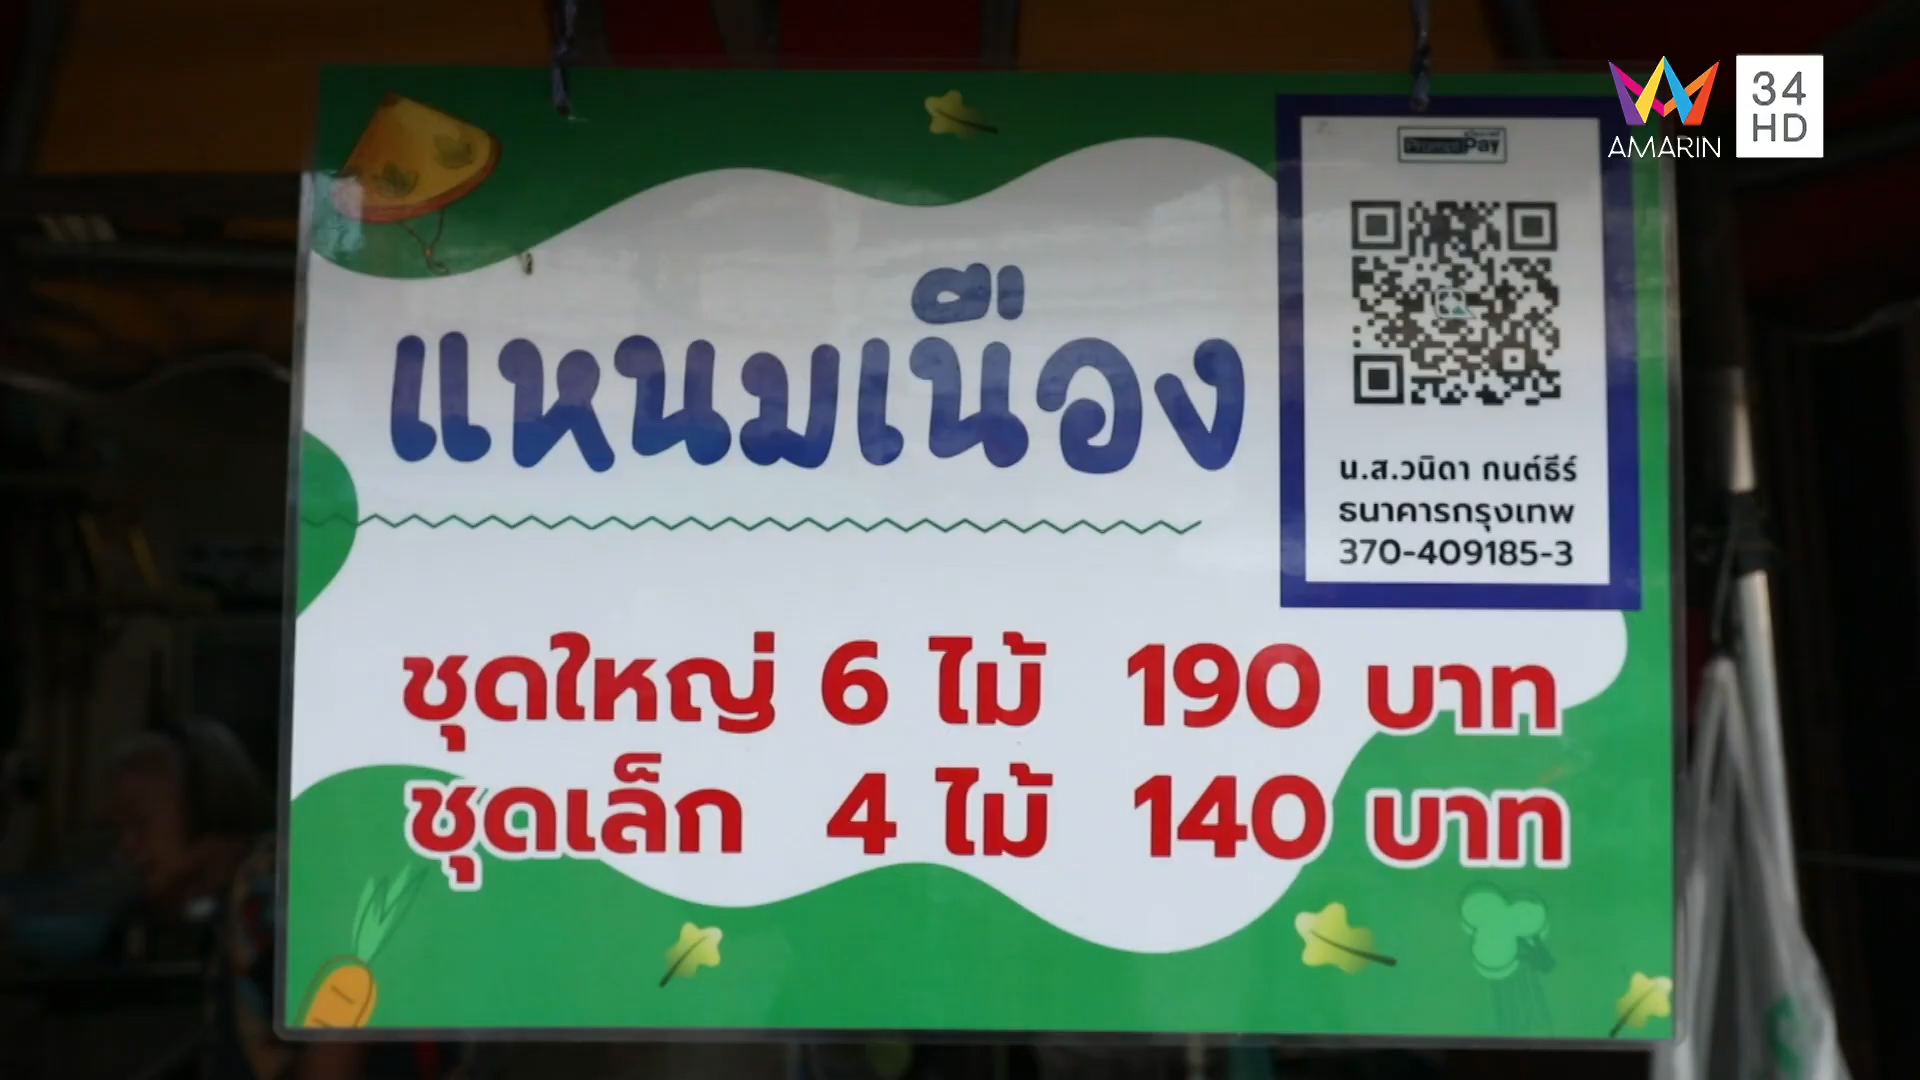 AMARIN
34
HD
PromptPay
แหนมเนือง
น.ส.วนิดา กนต์ธีร์
ธนาคารกรุงเทพ
370-409185-3
ชุดใหญ่ 6 ไม้ 190 บาท
ชุดเล็ก 4 ไม้ 140 บาท